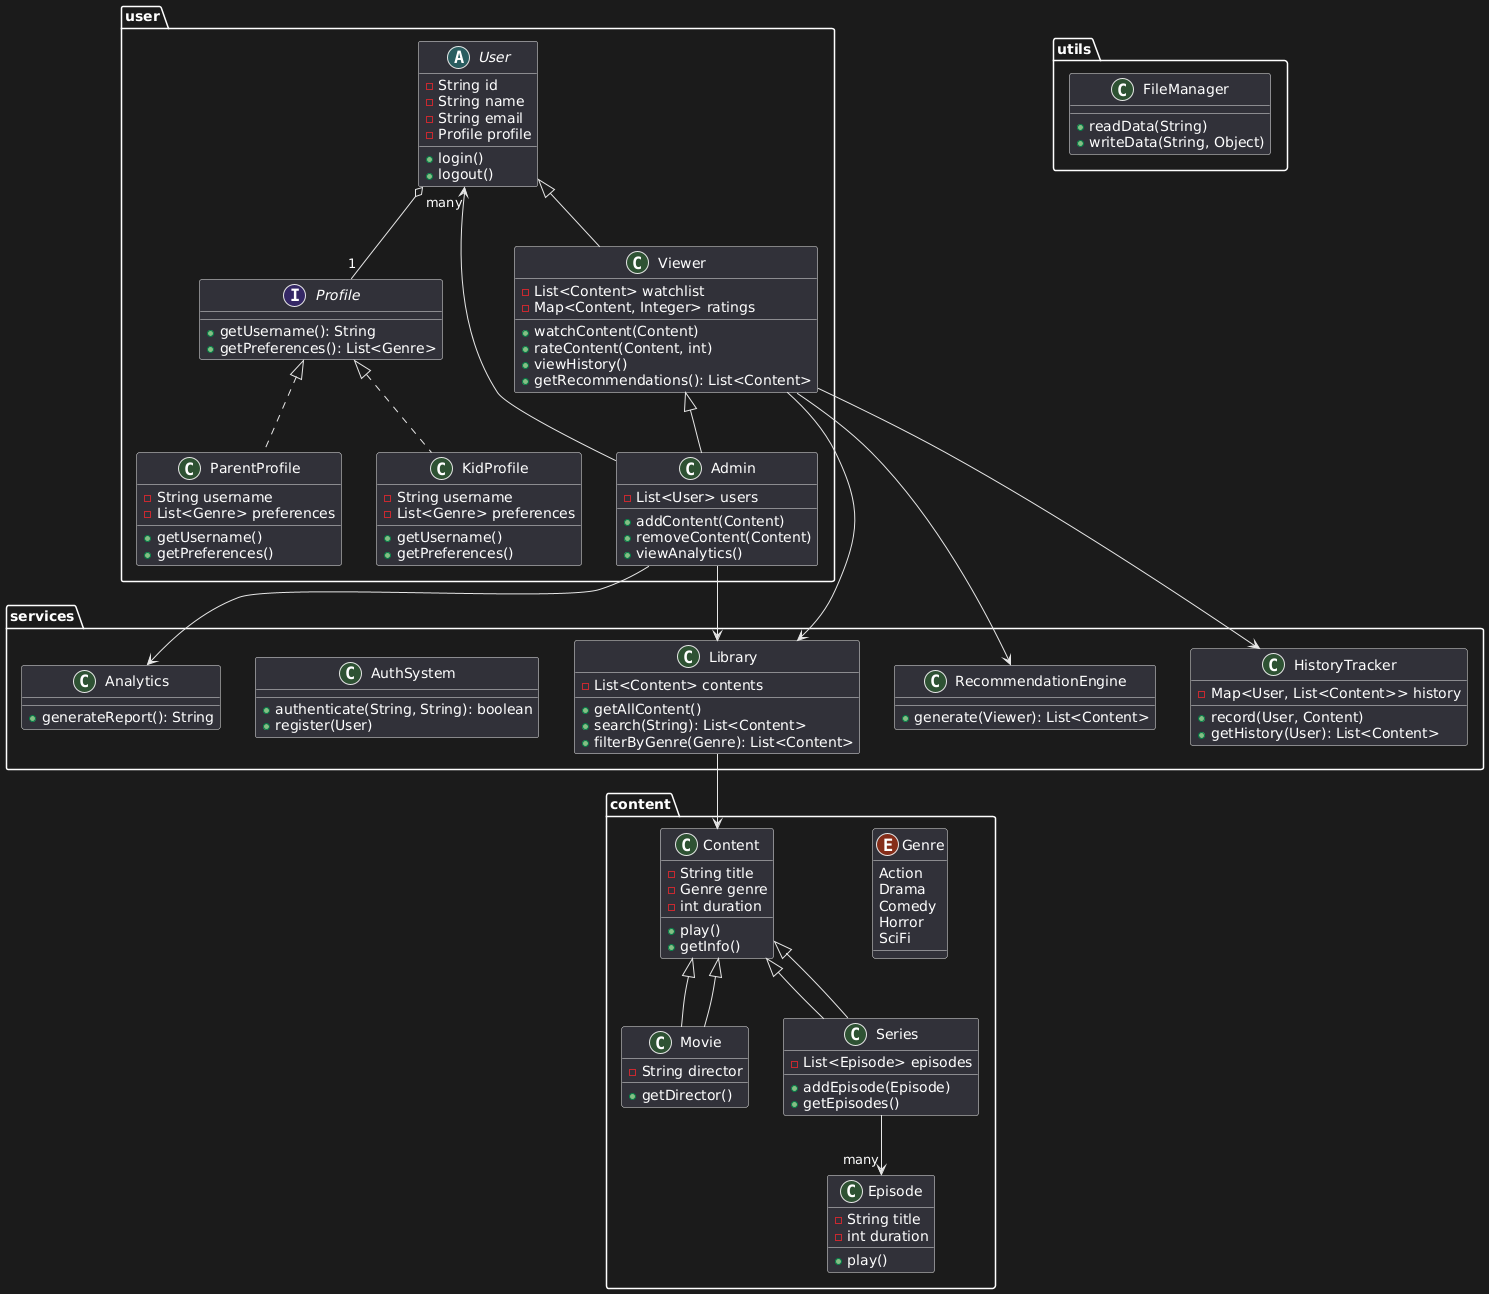 user
A User
String id
String name
String email
Profile profile
login()
logout()
many
1
I Profile
getUsername(): String
getPreferences(): List<Genre>
C Viewer
List<Content> watchlist
Map<Content, Integer> ratings
watchContent(Content)
rateContent(Content, int)
viewHistory()
getRecommendations(): List<Content>
C ParentProfile
String username
List<Genre> preferences
getUsername()
getPreferences()
C KidProfile
String username
List<Genre> preferences
getUsername()
getPreferences()
C Admin
List<User> users
addContent(Content)
removeContent(Content)
viewAnalytics()
utils
C FileManager
readData(String)
writeData(String, Object)
services
C Analytics
generateReport(): String
C AuthSystem
authenticate(String, String): boolean
register(User)
C Library
List<Content> contents
getAllContent()
search(String): List<Content>
filterByGenre(Genre): List<Content>
C RecommendationEngine
generate(Viewer): List<Content>
C HistoryTracker
Map<User, List<Content>> history
record(User, Content)
getHistory(User): List<Content>
content
C Content
String title
Genre genre
int duration
play()
getInfo()
E Genre
Action
Drama
Comedy
Horror
SciFi
C Movie
String director
getDirector()
C Series
List<Episode> episodes
addEpisode(Episode)
getEpisodes()
many
C Episode
String title
int duration
play()